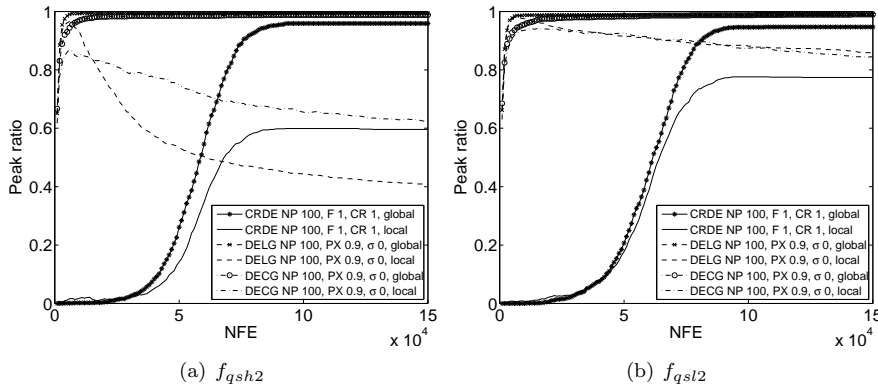 1
0.8
0.6
0.4
0.2
0
Peak ratio
CRDE NP 100, F 1, CR 1, global
CRDE NP 100, F 1, CR 1, local
DELG NP 100, PX 0.9, σ 0, global
DELG NP 100, PX 0.9, σ 0, local
DECG NP 100, PX 0.9, σ 0, global
DECG NP 100, PX 0.9, σ 0, local
0 5 10 15
NFE
x 10^4
(a) f_{qsh2}
1
0.8
0.6
0.4
0.2
0
Peak ratio
CRDE NP 100, F 1, CR 1, global
CRDE NP 100, F 1, CR 1, local
DELG NP 100, PX 0.9, σ 0, global
DELG NP 100, PX 0.9, σ 0, local
DECG NP 100, PX 0.9, σ 0, global
DECG NP 100, PX 0.9, σ 0, local
0 5 10 15
NFE
x 10^4
(b) f_{qsl2}